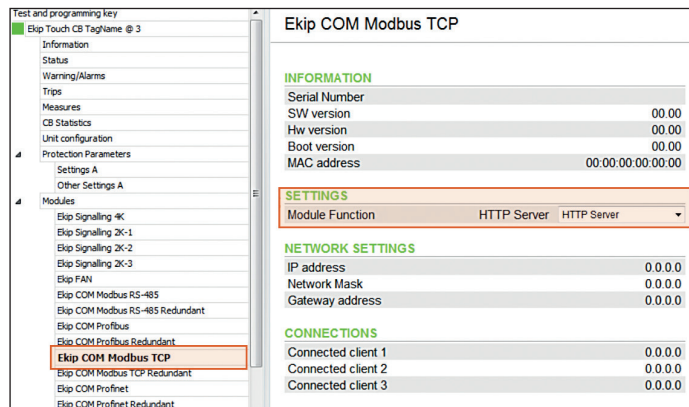 Test and programming key
Ekip Touch CB TagName @ 3
Information
Status
Warning/Alarms
Trips
Measures
CB Statistics
Unit configuration
Protection Parameters
Settings A
Other Settings A
Modules
Ekip Signalling 4K
Ekip Signalling 2K-1
Ekip Signalling 2K-2
Ekip Signalling 2K-3
Ekip FAN
Ekip COM Modbus RS-485
Ekip COM Modbus RS-485 Redundant
Ekip COM Profibus
Ekip COM Profibus Redundant
Ekip COM Modbus TCP
Ekip COM Modbus TCP Redundant
Ekip COM Profinet
Ekip COM Profinet Redundant
Ekip COM Modbus TCP
INFORMATION
Serial Number
SW version 00.00
Hw version 00.00
Boot version 00.00
MAC address 00:00:00:00:00:00
SETTINGS
Module Function HTTP Server HTTP Server
NETWORK SETTINGS
IP address 0.0.0.0
Network Mask 0.0.0.0
Gateway address 0.0.0.0
CONNECTIONS
Connected client 1 0.0.0.0
Connected client 2 0.0.0.0
Connected client 3 0.0.0.0